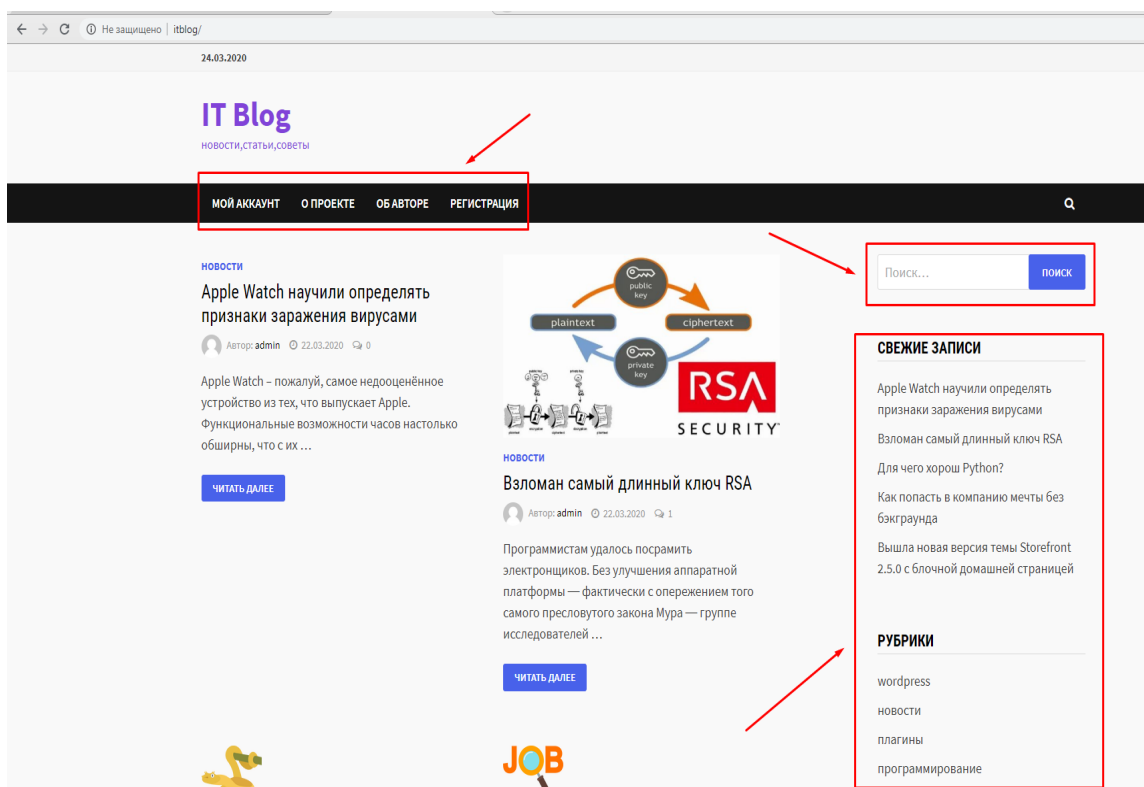 Не защищено | itblog/
24.03.2020
IT Blog
новости,статьи,советы
МОЙ АККАУНТ О ПРОЕКТЕ ОБ АВТОРЕ РЕГИСТРАЦИЯ
НОВОСТИ
Apple Watch научили определять
признаки заражения вирусами
Автор: admin 22.03.2020 0
Apple Watch – пожалуй, самое недооценённое
устройство из тех, что выпускает Apple.
Функциональные возможности часов настолько
обширны, что с их …
ЧИТАТЬ ДАЛЕЕ
public
key
plaintext
ciphertext
private
key
RSA
SECURITY
НОВОСТИ
Взломан самый длинный ключ RSA
Автор: admin 22.03.2020 1
Программистам удалось посрамить
электронщиков. Без улучшения аппаратной
платформы — фактически с опережением того
самого пресловутого закона Мура — группе
исследователей …
ЧИТАТЬ ДАЛЕЕ
JOB
Поиск…
ПОИСК
СВЕЖИЕ ЗАПИСИ
Apple Watch научили определять
признаки заражения вирусами
Взломан самый длинный ключ RSA
Для чего хорош Python?
Как попасть в компанию мечты без
бэкграунда
Вышла новая версия темы Storefront
2.5.0 с блочной домашней страницей
РУБРИКИ
wordpress
новости
плагины
программирование